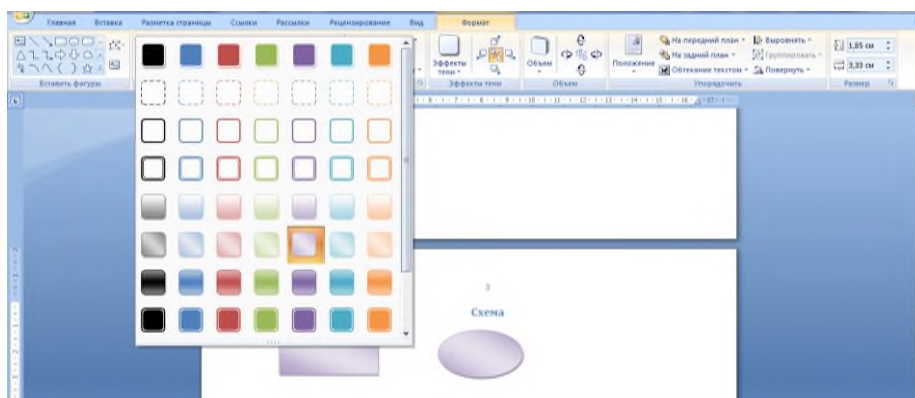 Главная Вставка Разметка страницы Ссылки Рассылки Рецензирование Вид Формат
На передний план
На задний план
Обтекание текстом
Выровнять
Группировать
Повернуть
Эффекты тени
Объем
Положение
1,85 см
3,33 см
Вставить фигуры Эффекты тени Объем Упорядочить Размер
3
Схема